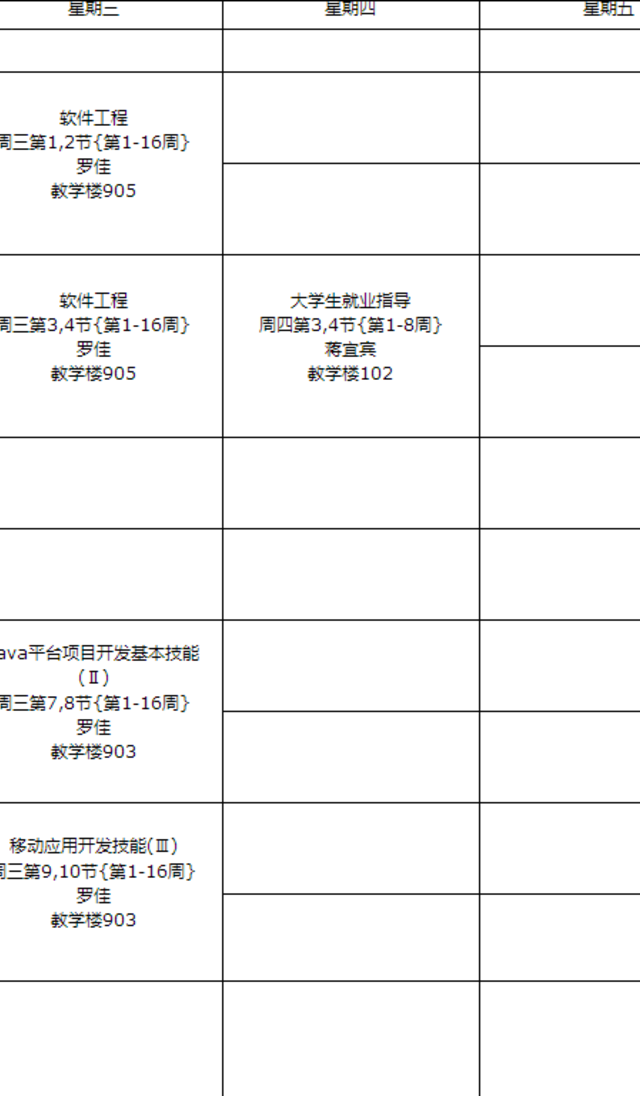 星期三 星期四 星期五
软件工程
周三第1,2节{第1-16周}
罗佳
教学楼905
软件工程
周三第3,4节{第1-16周}
罗佳
教学楼905
大学生就业指导
周四第3,4节{第1-8周}
蒋宜宾
教学楼102
ava平台项目开发基本技能
(Ⅱ)
周三第7,8节{第1-16周}
罗佳
教学楼903
移动应用开发技能(Ⅲ)
周三第9,10节{第1-16周}
罗佳
教学楼903